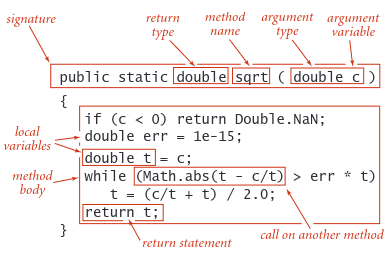 signature
return type
method name
argument type
argument variable
public static double sqrt ( double c )
{
if (c < 0) return Double.NaN;
double err = 1e-15;
local variables
double t = c;
method body
while (Math.abs(t - c/t) > err * t)
t = (c/t + t) / 2.0;
return t;
}
return statement
call on another method